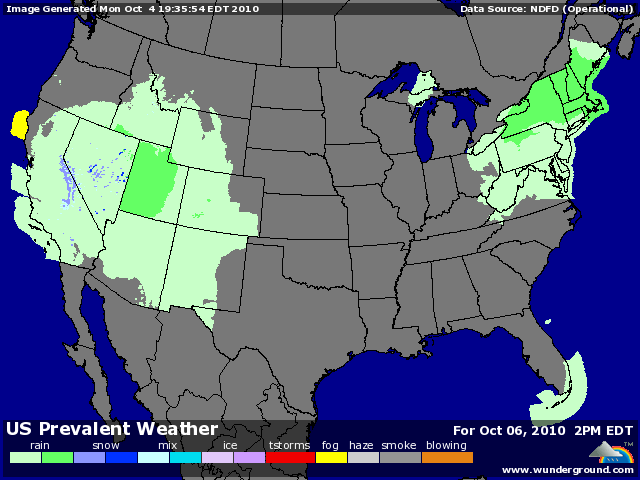 Image Generated Mon Oct 4 19:35:54 EDT 2010 Data Source: NDFD (Operational)
US Prevalent Weather For Oct 06, 2010 2PM EDT
rain snow mix ice tstorms fog haze smoke blowing
www.wunderground.com